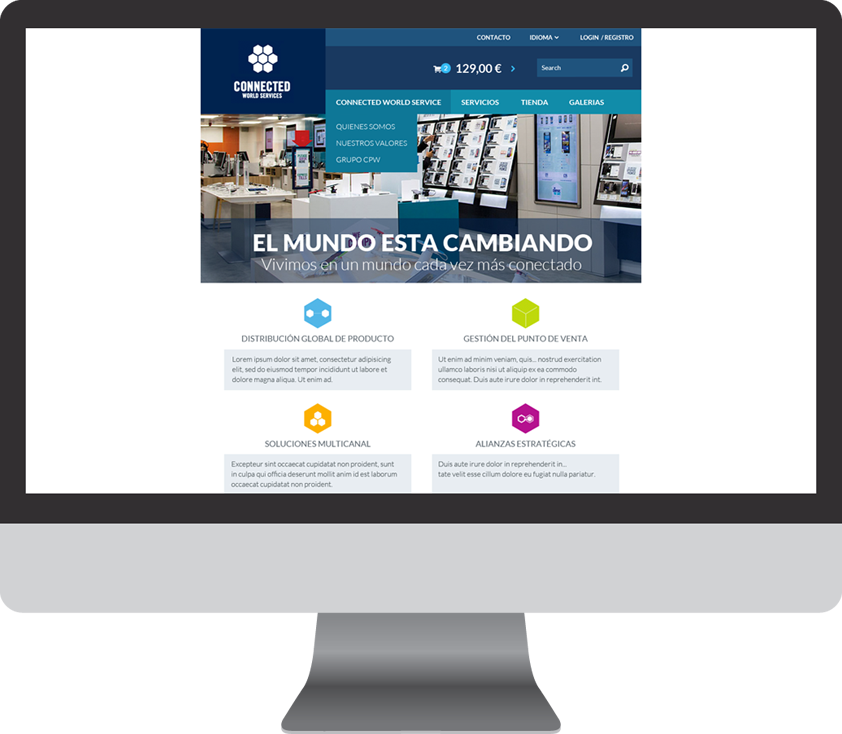 CONTACTO IDIOMA LOGIN / REGISTRO
CONNECTED
WORLD SERVICES
2 129,00 € Search
CONNECTED WORLD SERVICE SERVICIOS TIENDA GALERIAS
QUIENES SOMOS
NUESTROS VALORES
GRUPO CPW
EL MUNDO ESTA CAMBIANDO
Vivimos en un mundo cada vez más conectado
DISTRIBUCIÓN GLOBAL DE PRODUCTO
Lorem ipsum dolor sit amet, consectetur adipisicing
elit, sed do eiusmod tempor incididunt ut labore et
dolore magna aliqua. Ut enim ad.
GESTIÓN DEL PUNTO DE VENTA
Ut enim ad minim veniam, quis... nostrud exercitation
ullamco laboris nisi ut aliquip ex ea commodo
consequat. Duis aute irure dolor in reprehenderit int.
SOLUCIONES MULTICANAL
Excepteur sint occaecat cupidatat non proident, sunt
in culpa qui officia deserunt mollit anim id est laborum
occaecat cupidatat non proident.
ALIANZAS ESTRATÉGICAS
Duis aute irure dolor in reprehenderit in...
tate velit esse cillum dolore eu fugiat nulla pariatur.